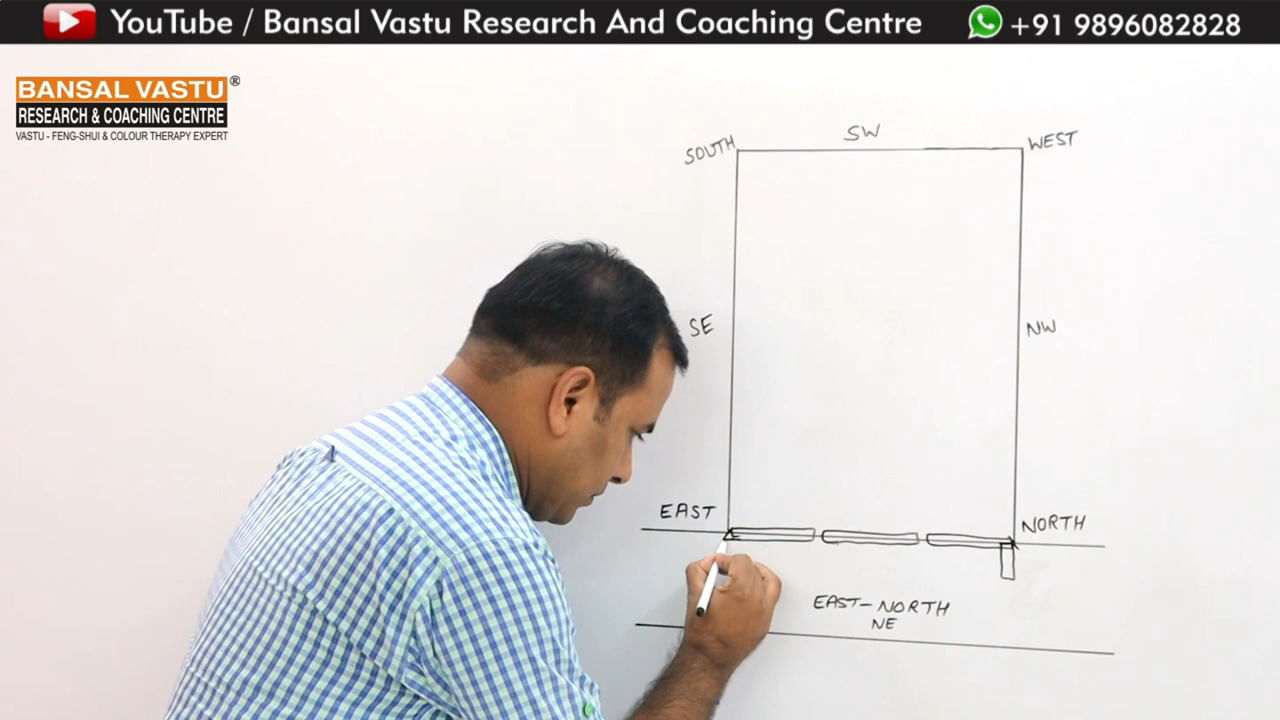 YouTube / Bansal Vastu Research And Coaching Centre
+91 9896082828
BANSAL VASTU®
RESEARCH & COACHING CENTRE
VASTU - FENG-SHUI & COLOUR THERAPY EXPERT
SOUTH
SW
WEST
SE
NW
EAST
NORTH
EAST-NORTH
NE